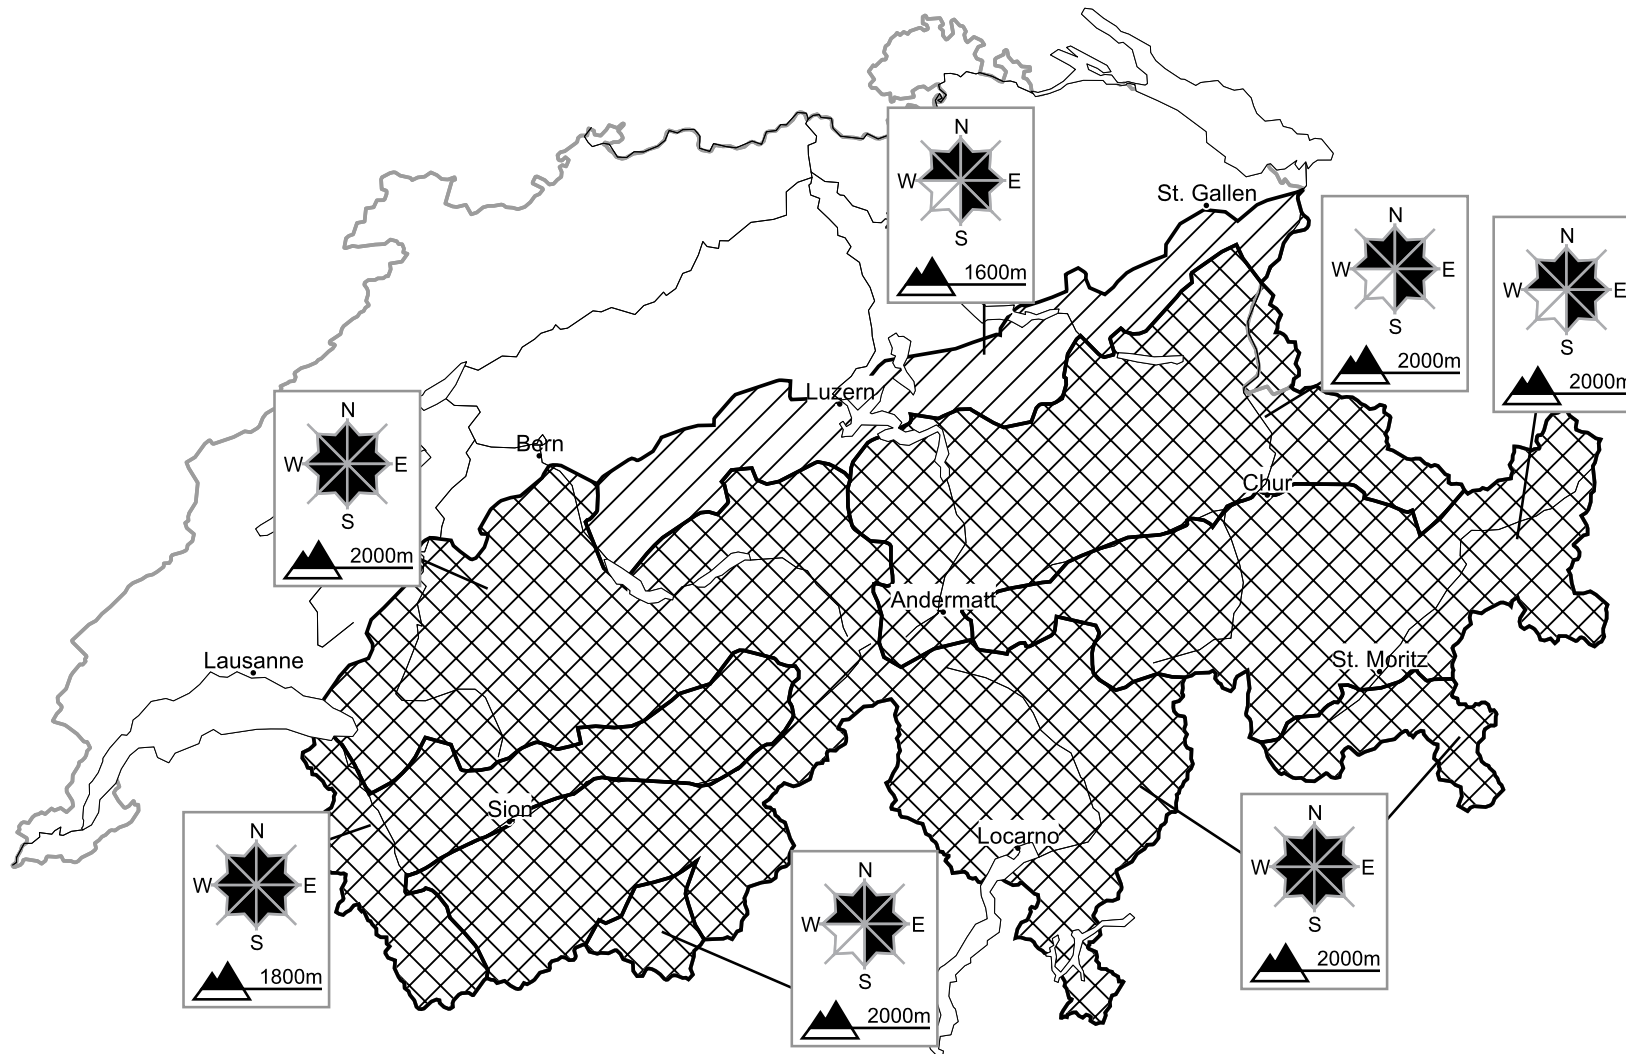 N
W E
S
1600m
St. Gallen
N
W E
S
2000m
N
W E
S
2000m
Luzern
N
W E
S
2000m
Bern
Chur
Andermatt
Lausanne
St. Moritz
Sion
Locarno
N
W E
S
1800m
N
W E
S
2000m
N
W E
S
2000m